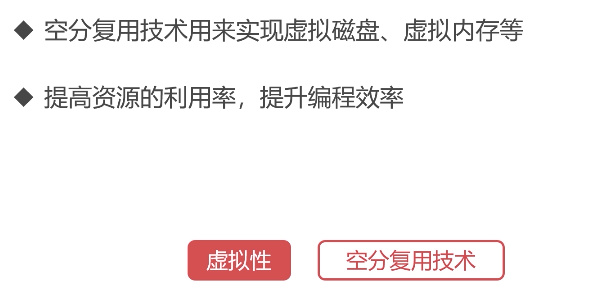 ◆ 空分复用技术用来实现虚拟磁盘、虚拟内存等
◆ 提高资源的利用率，提升编程效率
虚拟性 空分复用技术